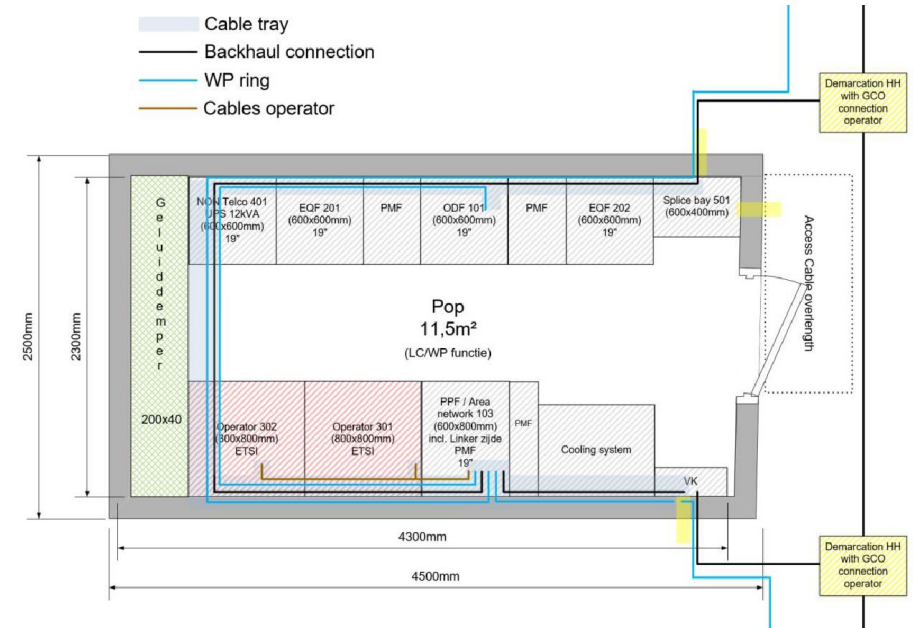 Cable tray
Backhaul connection
WP ring
Cables operator
Demarcation HH
with GCO
connection
operator
2500mm
2300mm
Geluiddemper
200x40
NON Telco 401
UPS 12kVA
(600x600mm)
19"
EQF 201
(600x600mm)
19"
PMF
ODF 101
(600x600mm)
19"
PMF
EQF 202
(600x600mm)
19"
Splice bay 501
(600x400mm)
Access Cable overlength
Pop
11,5m²
(LC/WP functie)
Operator 302
(800x800mm)
ETSI
Operator 301
(800x800mm)
ETSI
PPF / Area
network 103
(600x800mm)
incl. Linker zijde
PMF
19"
PMF
Cooling system
VK
4300mm
4500mm
Demarcation HH
with GCO
connection
operator